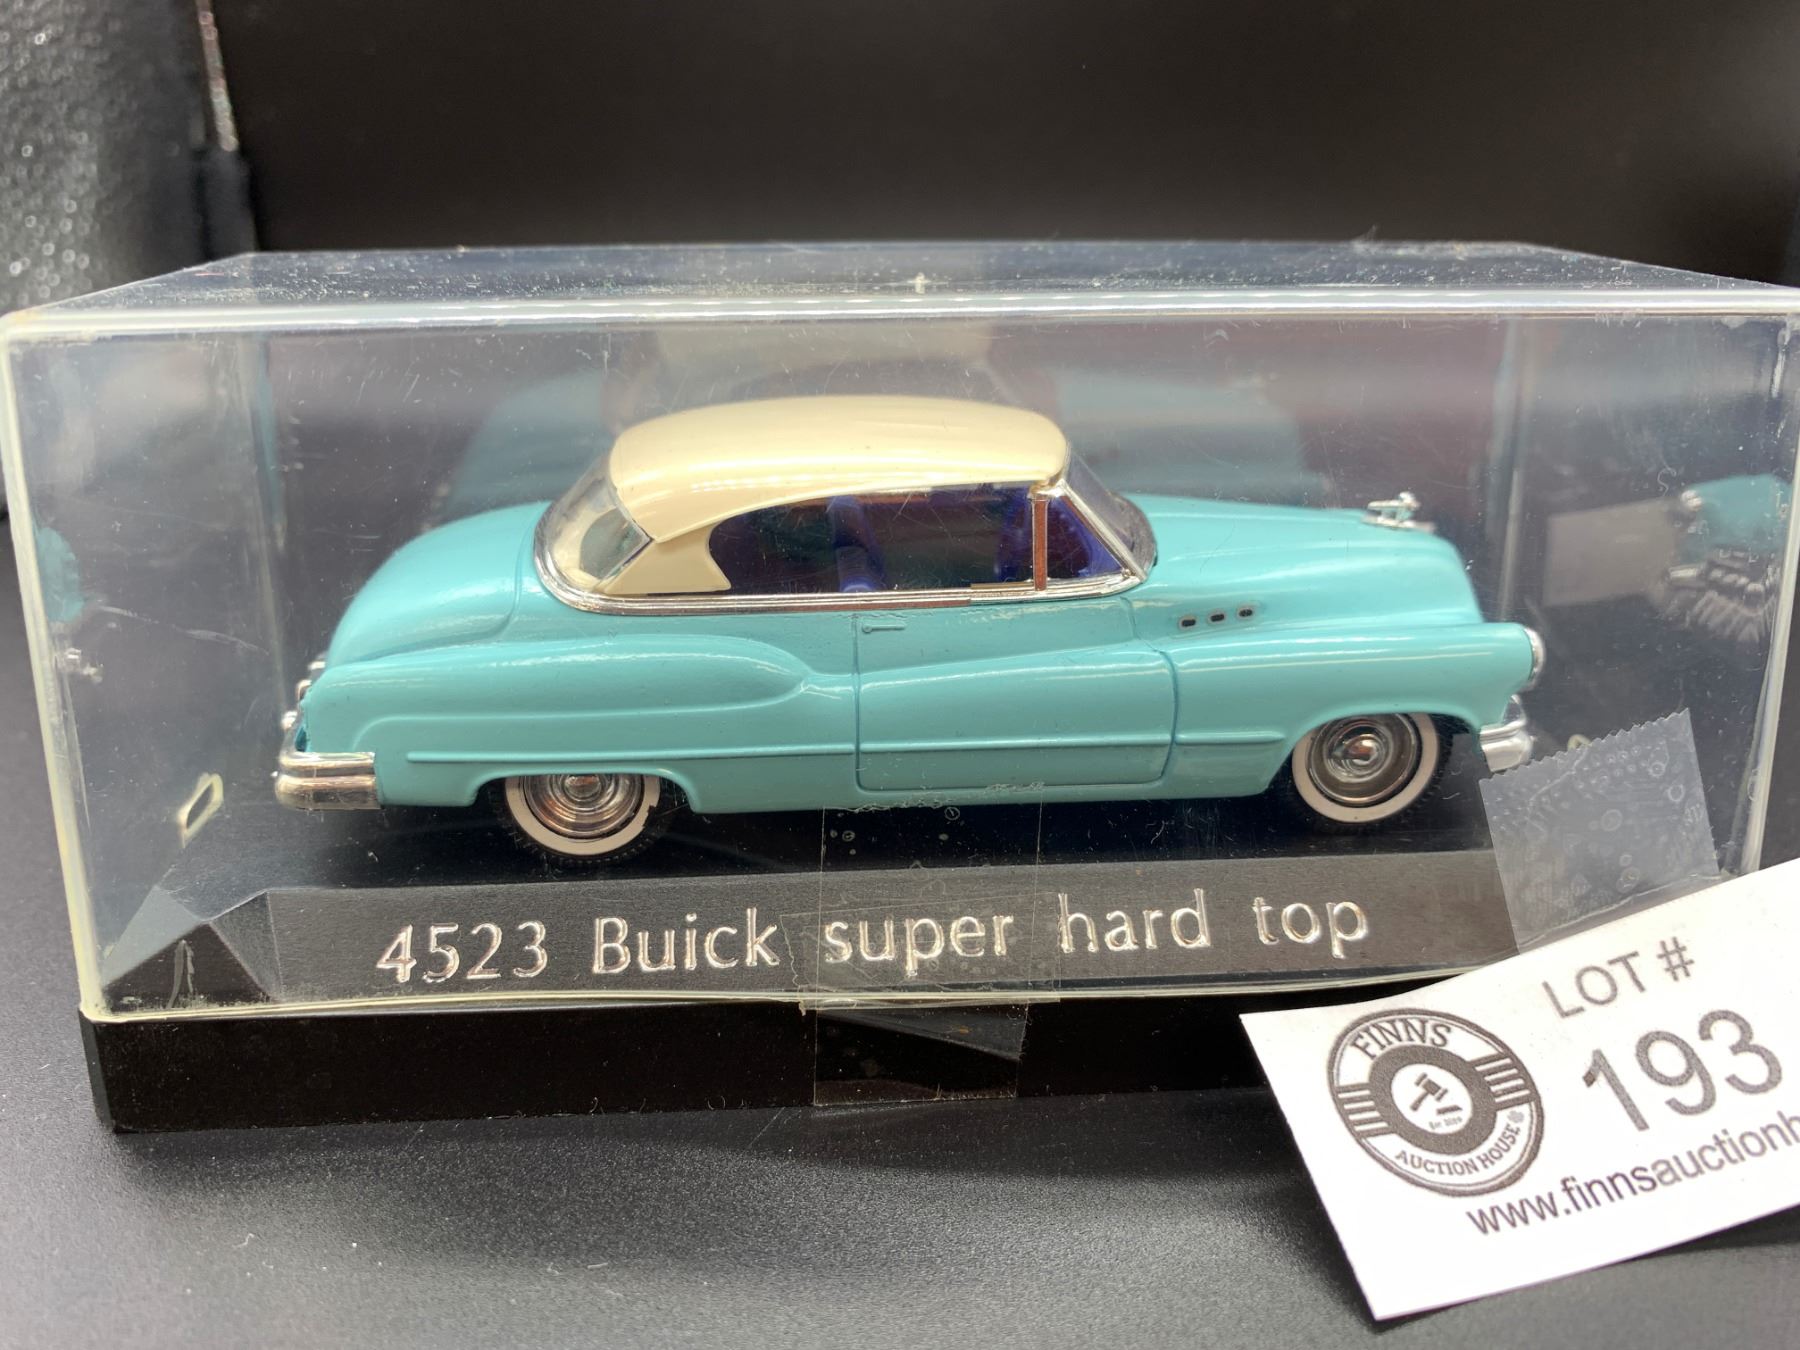 4523 Buick super hard top
LOT #
193
FINNS
AUCTION HOUSE
www.finnsauctionh